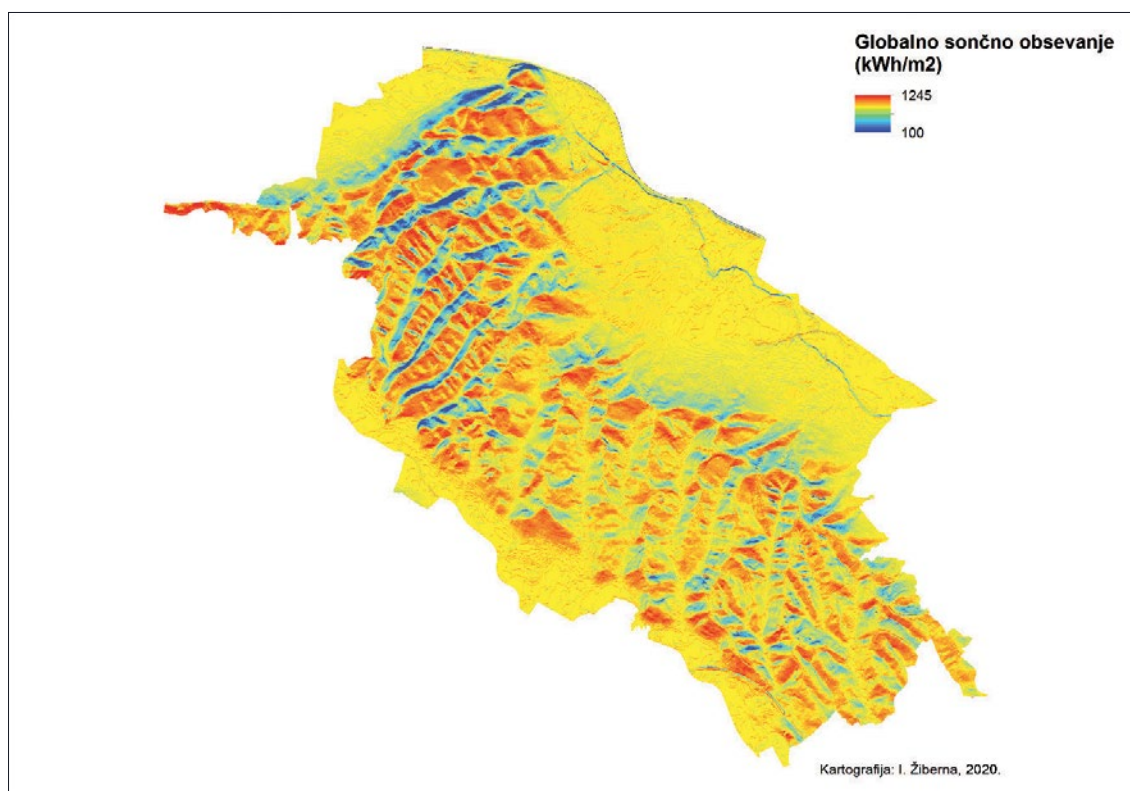 Globalno sončno obsevanje
(kWh/m2)
1245
100
Kartografija: I. Žiberna, 2020.